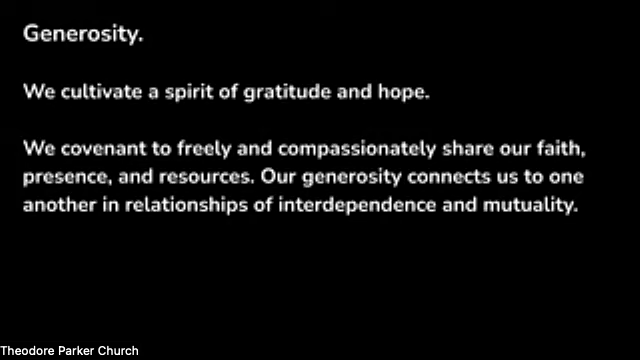 Generosity.
We cultivate a spirit of gratitude and hope.
We covenant to freely and compassionately share our faith,
presence, and resources. Our generosity connects us to one
another in relationships of interdependence and mutuality.
Theodore Parker Church